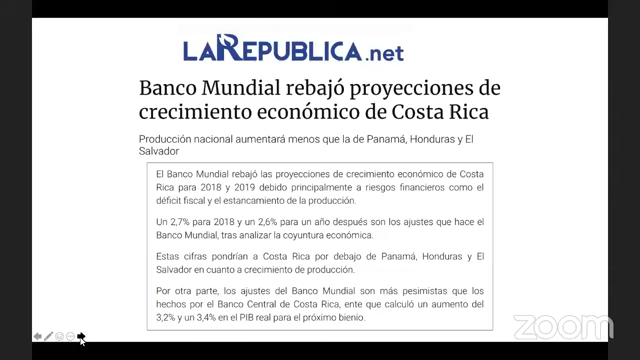 LAREPUBLICA.net
Banco Mundial rebajó proyecciones de
crecimiento económico de Costa Rica
Producción nacional aumentará menos que la de Panamá, Honduras y El
Salvador
El Banco Mundial rebajó las proyecciones de crecimiento económico de Costa
Rica para 2018 y 2019 debido principalmente a riesgos financieros como el
déficit fiscal y el estancamiento de la producción.
Un 2,7% para 2018 y un 2,6% para un año después son los ajustes que hace el
Banco Mundial, tras analizar la coyuntura económica.
Estas cifras pondrían a Costa Rica por debajo de Panamá, Honduras y El
Salvador en cuanto a crecimiento de producción.
Por otra parte, los ajustes del Banco Mundial son más pesimistas que los
hechos por el Banco Central de Costa Rica, ente que calculó un aumento del
3,2% y un 3,4% en el PIB real para el próximo bienio.
zoom